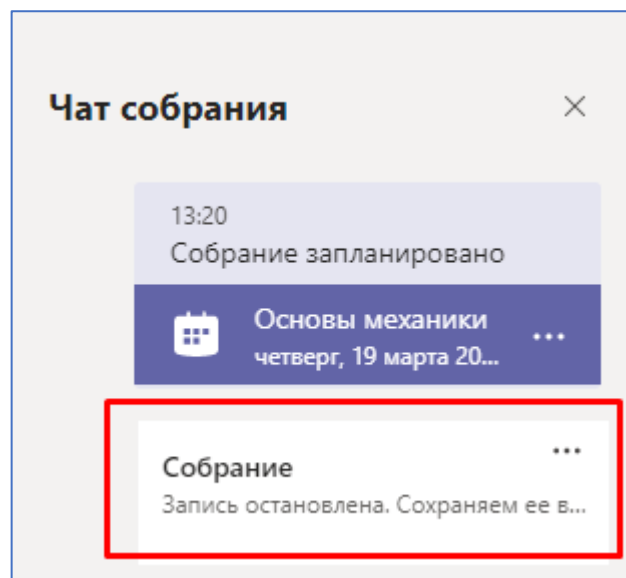 Чат собрания
13:20
Собрание запланировано
Основы механики
четверг, 19 марта 20...
Собрание
Запись остановлена. Сохраняем ее в...